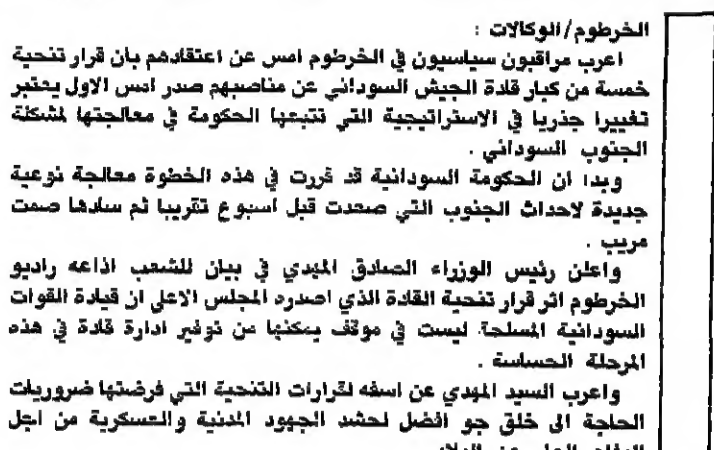 الخرطوم/الوكالات :
اعرب مراقبون سياسيون في الخرطوم امس عن اعتقادهم بان قرار تنحية
خمسة من كبار قادة الجيش السوداني عن مناصبهم صدر امس الاول يعتبر
تغييرا جذريا في الاستراتيجية التي تتبعها الحكومة في معالجتها لمشكلة
الجنوب السوداني .
وبدا ان الحكومة السودانية قد قررت في هذه الخطوة معالجة نوعية
جديدة لاحداث الجنوب التي صعدت قبل اسبوع تقريبا ثم سادها صمت
مريب .
واعلن رئيس الوزراء الصادق المهدي في بيان للشعب اذاعه راديو
الخرطوم اثر قرار تنحية القادة الذي اصدره المجلس الاعلى ان قيادة القوات
السودانية المسلحة ليست في موقف يمكنها من توفير ادارة قادة في هذه
المرحلة الحساسة .
واعرب السيد المهدي عن اسفه لقرارات التنحية التي فرضتها ضروريات
الحاجة الى خلق جو افضل لحشد الجهود المدنية والعسكرية من اجل